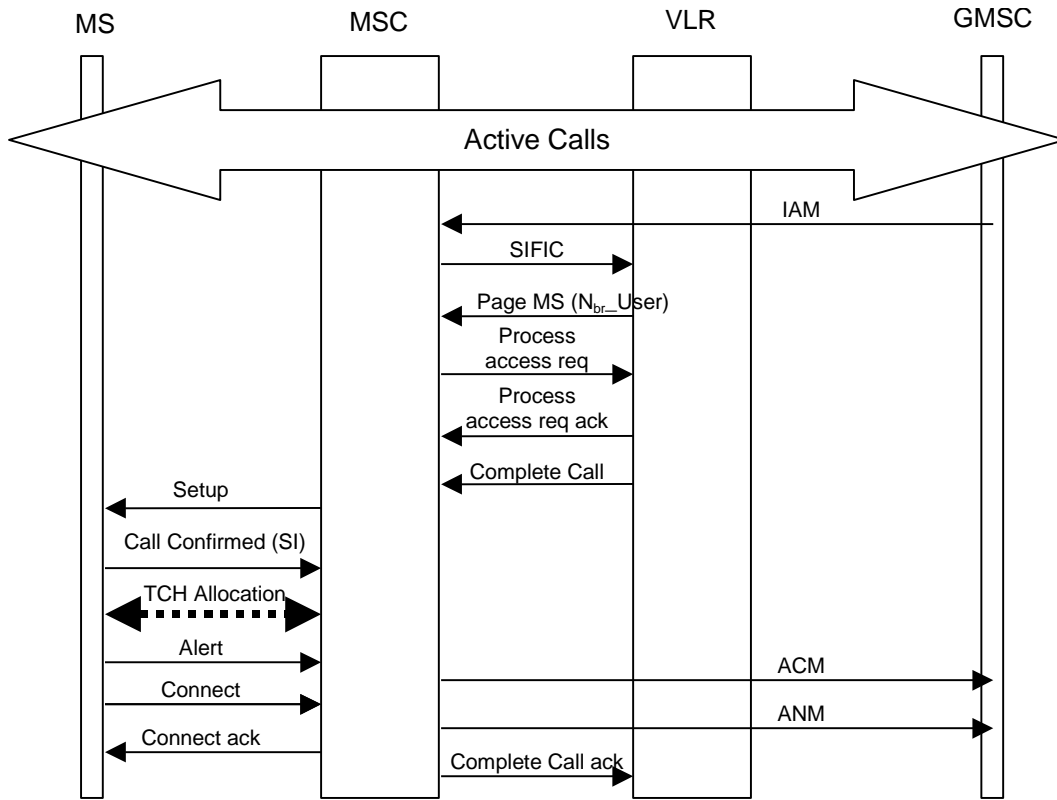 MS
MSC
VLR
GMSC
Active Calls
IAM
SIFIC
Page MS (Nbr_User)
Process
access req
Process
access req ack
Complete Call
Setup
Call Confirmed (SI)
TCH Allocation
Alert
ACM
Connect
ANM
Connect ack
Complete Call ack